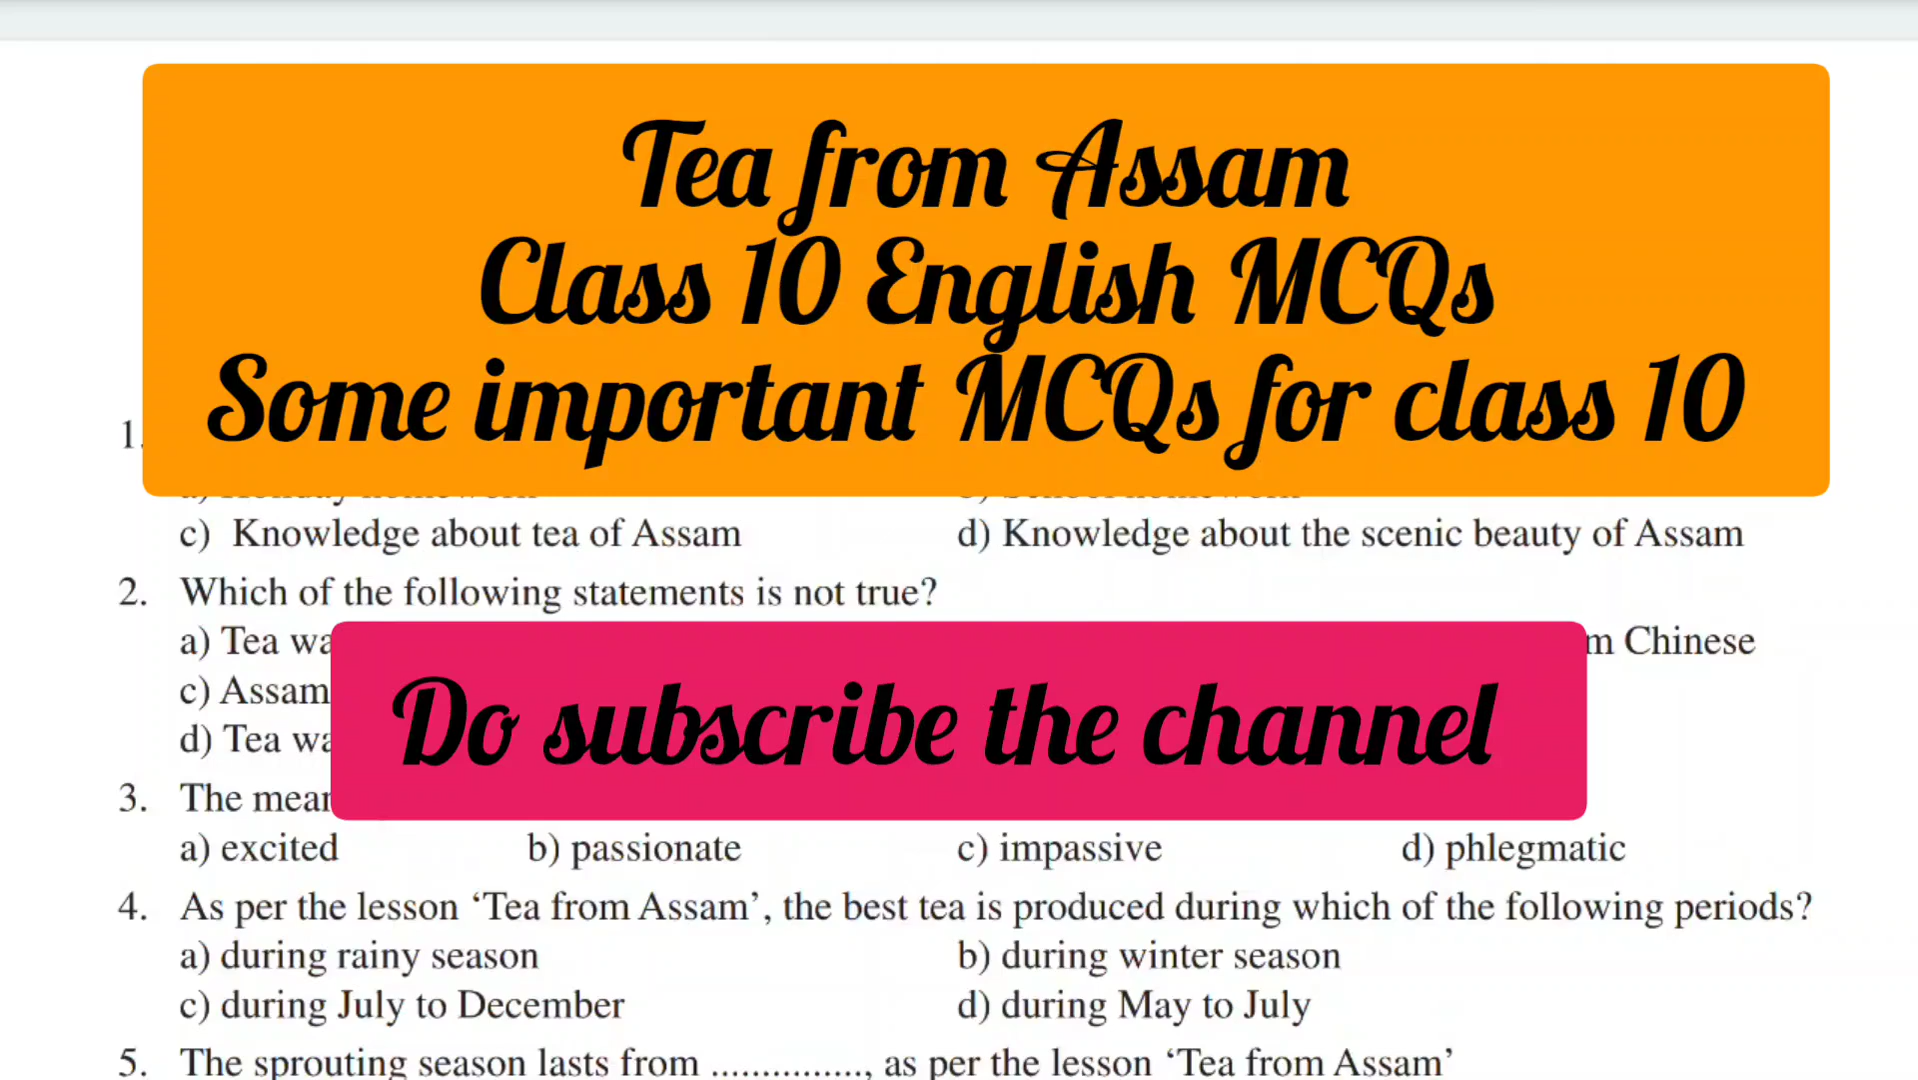 Tea from Assam
Class 10 English MCQs
Some important MCQs for class 10
1.
c) Knowledge about tea of Assam d) Knowledge about the scenic beauty of Assam
2. Which of the following statements is not true?
a) Tea Chinese
c) Assam
d) Tea
Do subscribe the channel
3. The
a) excited b) passionate c) impassive d) phlegmatic
4. As per the lesson ‘Tea from Assam’, the best tea is produced during which of the following periods?
a) during rainy season b) during winter season
c) during July to December d) during May to July
5. The sprouting season lasts from ..............., as per the lesson ‘Tea from Assam’